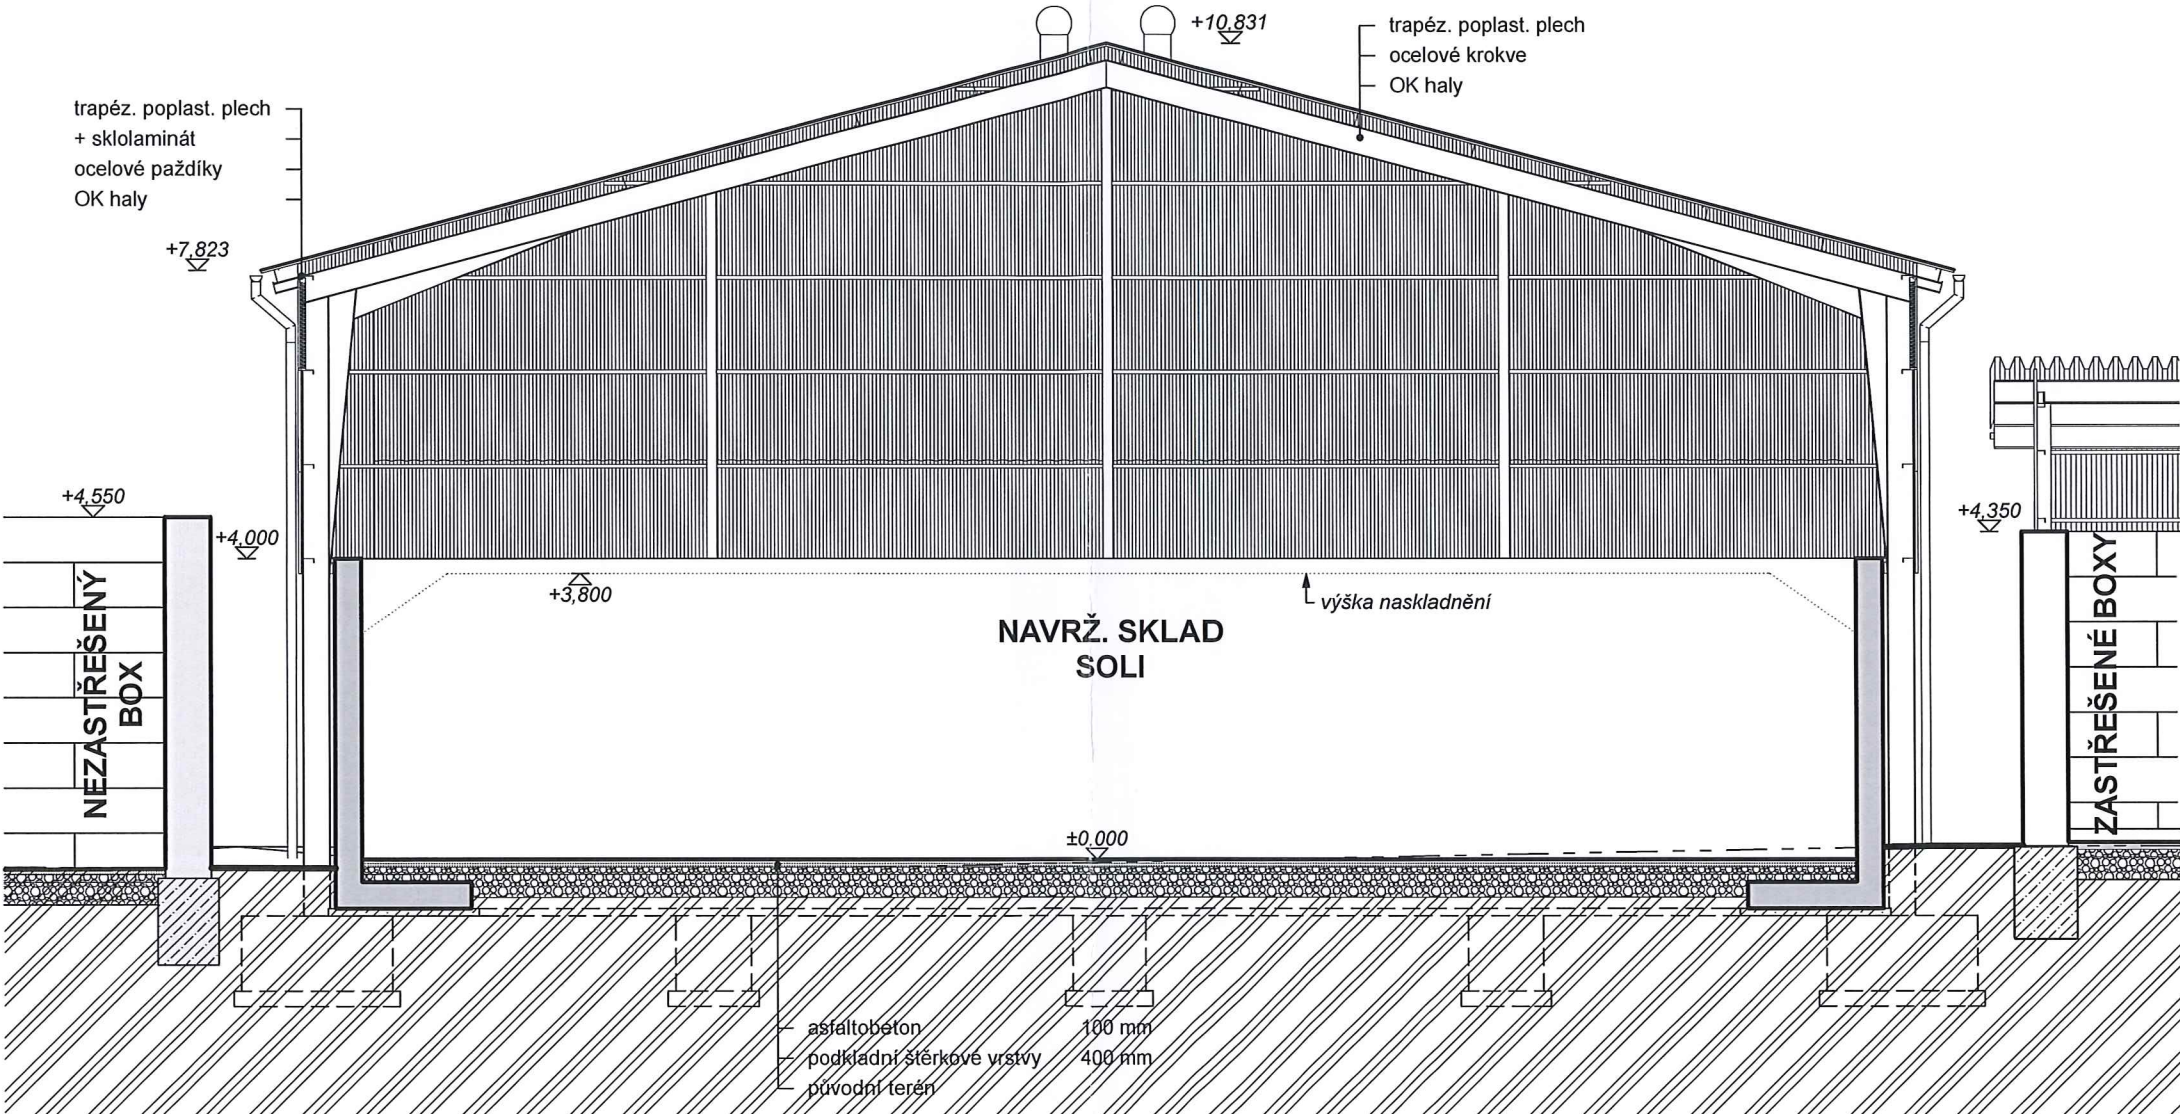 +10,831
trapéz. poplast. plech
ocelové krokve
OK haly
trapéz. poplast. plech
+ sklolaminát
ocelové paždíky
OK haly
+7,823
+4,550
+4,000
+4,350
+3,800
výška naskladnění
NAVRŽ. SKLAD
SOLI
NEZASTŘEŠENÝ
BOX
ZASTŘEŠENÉ BOXY
±0,000
asfaltobeton 100 mm
podkladní štěrkové vrstvy 400 mm
původní terén